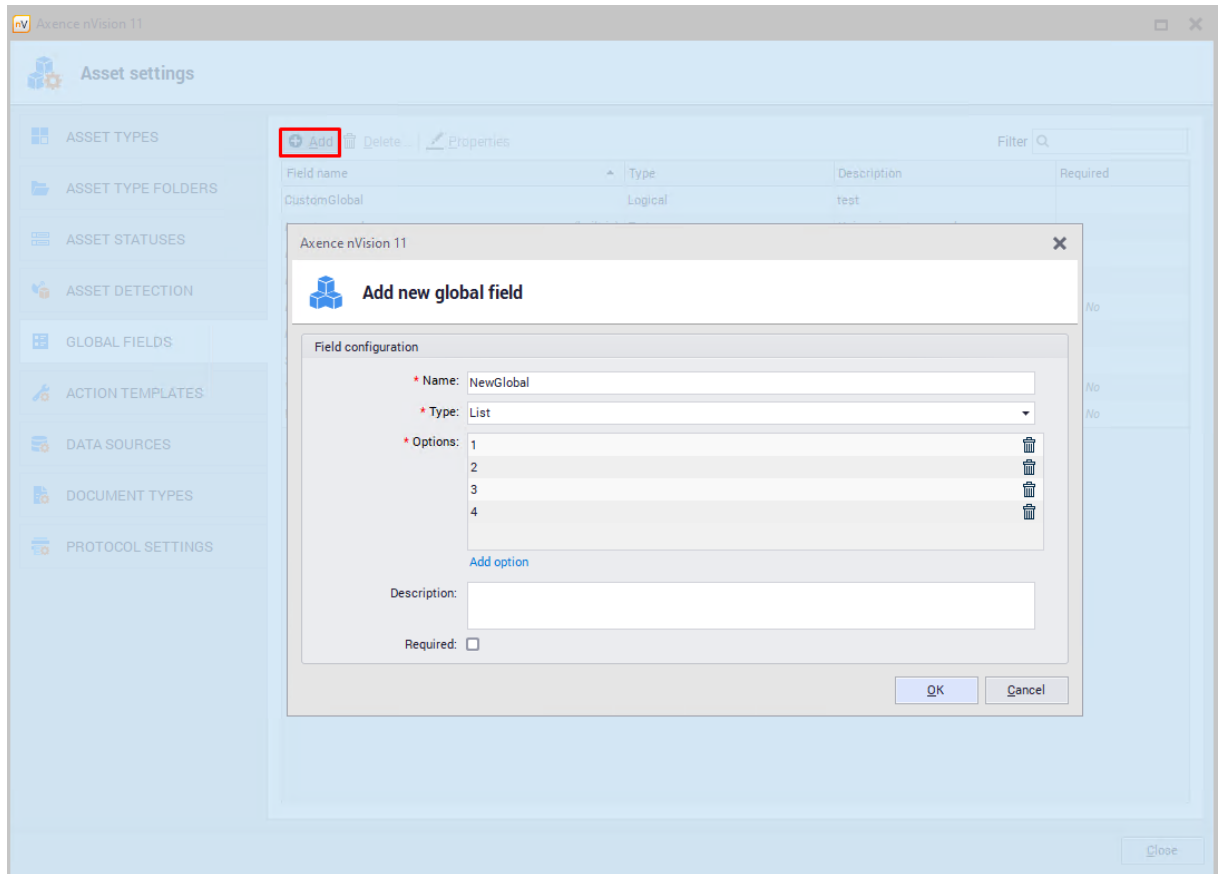 Axence nVision 11
Asset settings
ASSET TYPES
ASSET TYPE FOLDERS
ASSET STATUSES
ASSET DETECTION
GLOBAL FIELDS
ACTION TEMPLATES
DATA SOURCES
DOCUMENT TYPES
PROTOCOL SETTINGS
Add Delete... Properties Filter
Field name Type Description Required
CustomGlobal Logical test
No
No
No
Axence nVision 11
Add new global field
Field configuration
* Name: NewGlobal
* Type: List
* Options: 1
2
3
4
Add option
Description:
Required:
OK Cancel
Close